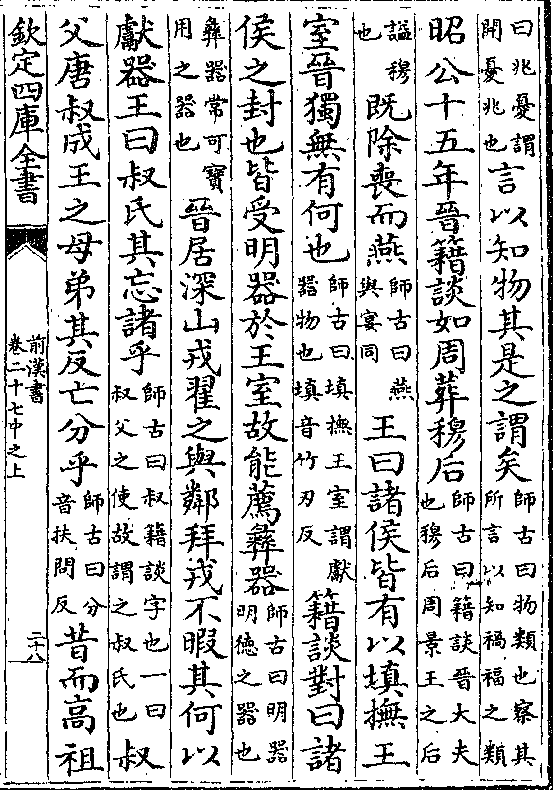 曰兆憂謂開憂兆也言以知物其是之謂矣師古曰物類也察其所言以知禍福之類
昭公十五年晉籍談如周葬穆后師古曰籍談晉大夫也穆后周景王之后
諡穆也既除喪而燕師古曰燕與宴同王曰諸侯皆有以填撫王
室晉獨無有何也師古曰填撫王室謂獻器物也填音竹刃反籍談對曰諸
侯之封也皆受明器於王室故能薦彝器師古曰明器明德之器也
彝器常可寶用之器也晉居深山戎翟之與鄰拜戎不暇其何以
獻器王曰叔氏其忘諸乎師古曰叔籍談字也一曰叔父之使故謂之叔氏也叔
父唐叔成王之母弟其反亡分乎師古曰分音扶問反昔而高祖
欽定四庫全書
前漢書
卷二十七中之上
二十八